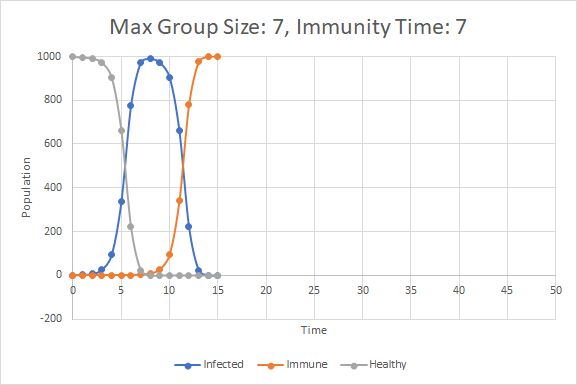 Max Group Size: 7, Immunity Time: 7
1000
800
600
400
200
0
-200
Population
0 5 10 15 20 25 30 35 40 45 50
Time
Infected Immune Healthy